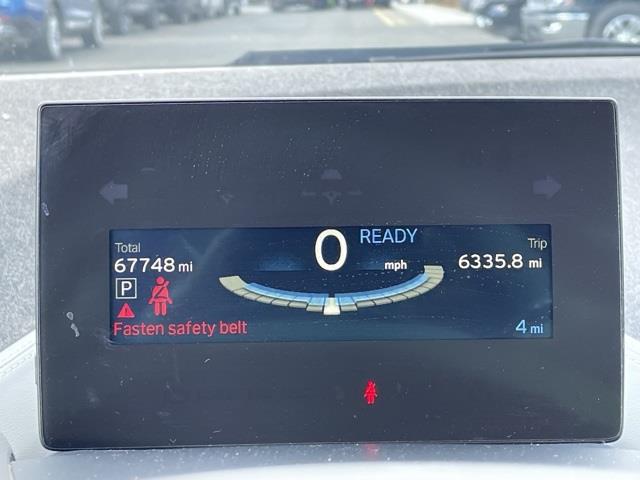 READY
Total
0
Trip
67748 mi
mph
6335.8 mi
P
Fasten safety belt
4 mi